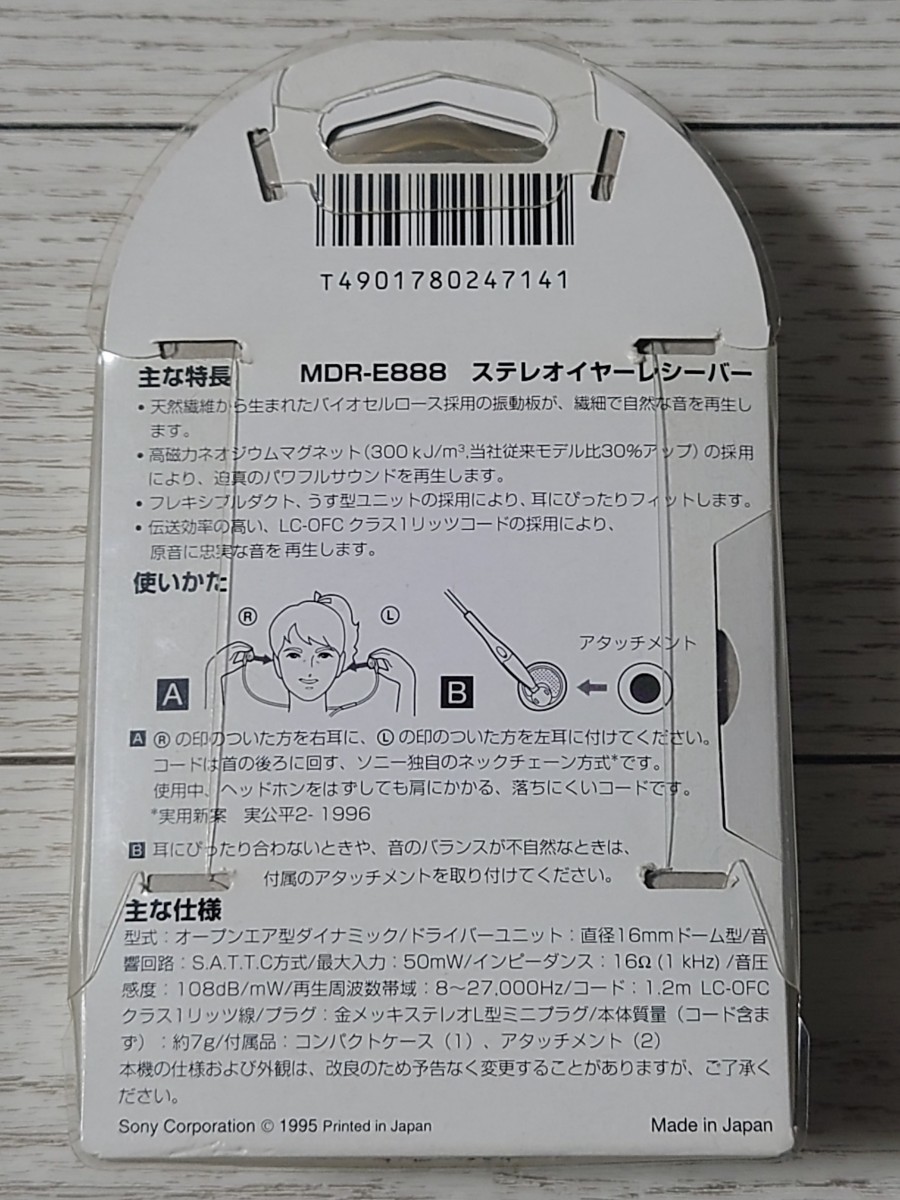 T4901780247141
主な特長 MDR-E888 ステレオイヤーレシーバー
• 天然繊維から生まれたバイオセルロース採用の振動板が、繊細で自然な音を再生し
ます。
• 高磁力ネオジウムマグネット(300 kJ/m³,当社従来モデル比30%アップ)の採用
により、迫真のパワフルサウンドを再生します。
• フレキシブルダクト、うす型ユニットの採用により、耳にぴったりフィットします。
• 伝送効率の高い、LC-OFC クラス1リッツコードの採用により、
原音に忠実な音を再生します。
使いかた
Ⓡ Ⓛ
アタッチメント
A B
A Ⓡ の印のついた方を右耳に、Ⓛ の印のついた方を左耳に付けてください。
コードは首の後ろに回す、ソニー独自のネックチェーン方式*です。
使用中、ヘッドホンをはずしても肩にかかる、落ちにくいコードです。
*実用新案 実公平2- 1996
B 耳にぴったり合わないときや、音のバランスが不自然なときは、
付属のアタッチメントを取り付けてください。
主な仕様
型式：オープンエア型ダイナミック/ドライバーユニット：直径16mmドーム型/音
響回路：S.A.T.T.C方式/最大入力：50mW/インピーダンス：16Ω (1 kHz) /音圧
感度：108dB/mW/再生周波数帯域：8〜27,000Hz/コード：1.2m LC-OFC
クラス1リッツ線/プラグ：金メッキステレオL型ミニプラグ/本体質量（コード含ま
ず）：約7g/付属品：コンパクトケース（1）、アタッチメント（2）
本機の仕様および外観は、改良のため予告なく変更することがありますが、ご了承く
ださい。
Sony Corporation © 1995 Printed in Japan Made in Japan